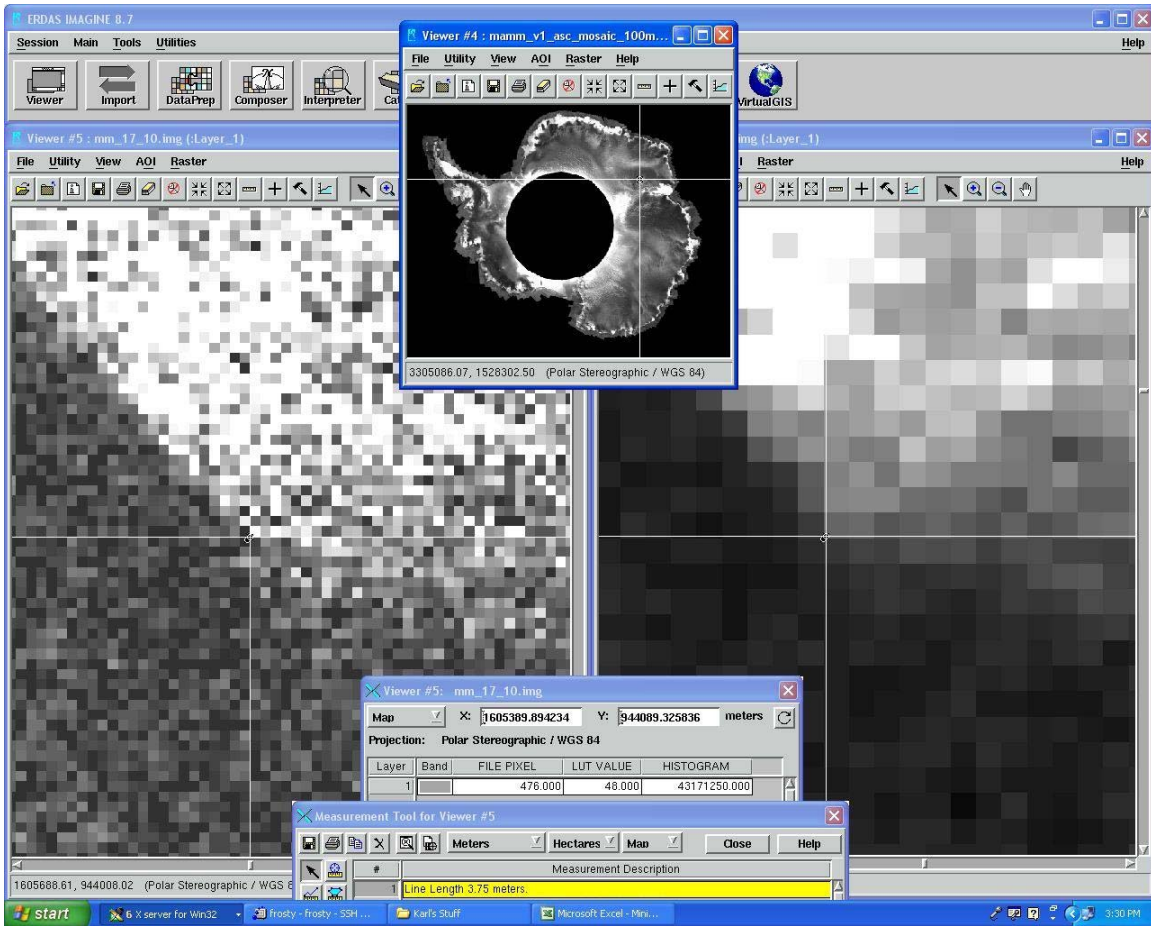 ERDAS IMAGINE 8.7
Session Main Tools Utilities Help
Viewer Import DataPrep Composer Interpreter Cat VirtualGIS
Viewer #4 : mamm_v1_asc_mosaic_100m...
File Utility View AOI Raster Help
3305086.07, 1528302.50 (Polar Stereographic / WGS 84)
Viewer #5 : mm_17_10.img (:Layer_1)
File Utility View AOI Raster
1605688.61, 944008.02 (Polar Stereographic / WGS 8
img (:Layer_1)
Raster Help
Viewer #5: mm_17_10.img
Map X: 1605389.894234 Y: 944089.325836 meters
Projection: Polar Stereographic / WGS 84
Layer Band FILE PIXEL LUT VALUE HISTOGRAM
1 476.000 48.000 43171250.000
Measurement Tool for Viewer #5
Meters Hectares Map Close Help
# Measurement Description
1 Line Length 3.75 meters.
start 6 X server for Win32 frosty - frosty - SSH ... Karl's Stuff Microsoft Excel - Mini... 3:30 PM